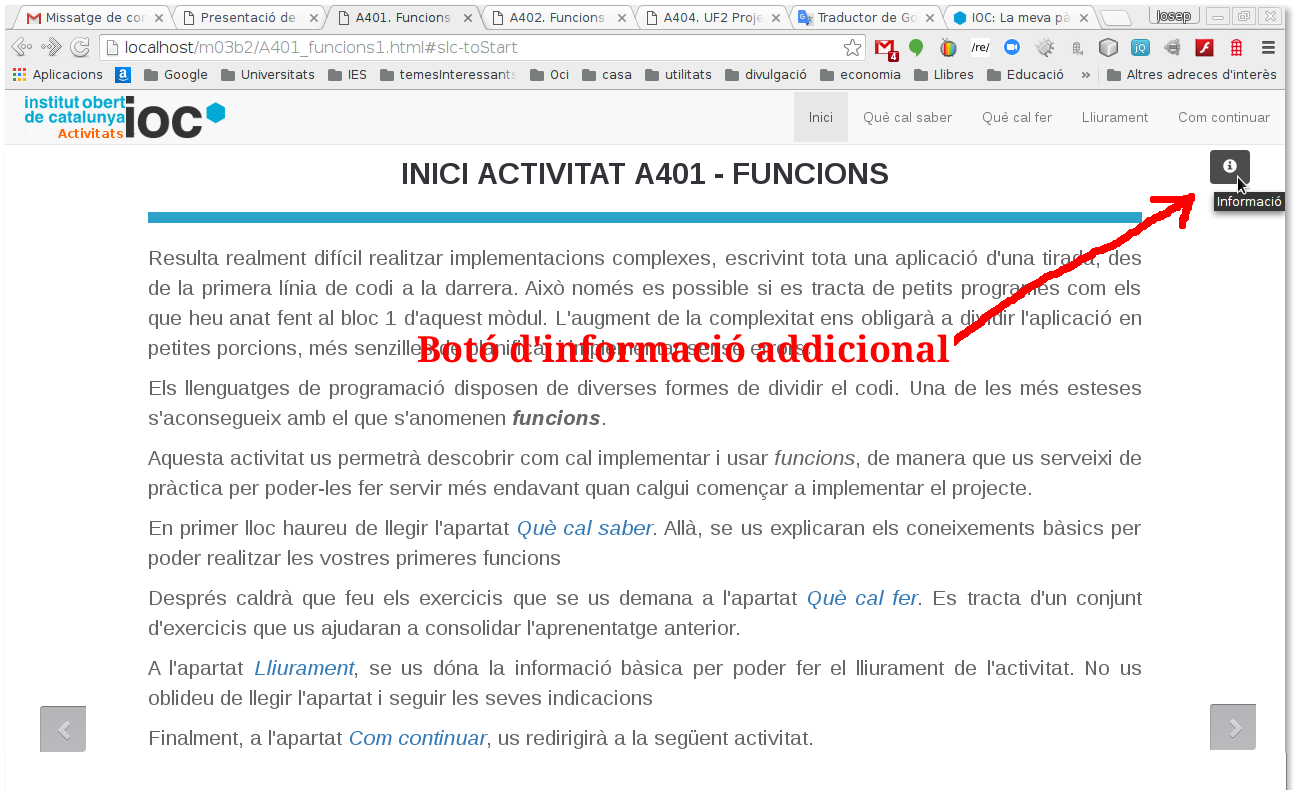 Missatge de cor
Presentació de
A401. Funcions
A402. Funcions
A404. UF2 Proje
Traductor de Go
IOC: La meva pà
Josep
localhost/m03b2/A401_funcions1.html#slc-toStart
4
/re/
jQ
Aplicacions
a
Google
Universitats
IES
temesInteressants
Oci
casa
utilitats
divulgació
economia
Llibres
Educació
»
Altres adreces d'interès
institut obert
de catalunya
Activitats
ioc
Inici
Què cal saber
Què cal fer
Lliurament
Com continuar
INICI ACTIVITAT A401 - FUNCIONS
Informació
Resulta realment difícil realitzar implementacions complexes, escrivint tota una aplicació d'una tirada, des
de la primera línia de codi a la darrera. Això només es possible si es tracta de petits programes com els
que heu anat fent al bloc 1 d'aquest mòdul. L'augment de la complexitat ens obligarà a dividir l'aplicació en
petites porcions, més senzilles de planificar i implementar sense errors.
Botó d'informació addicional
Els llenguatges de programació disposen de diverses formes de dividir el codi. Una de les més esteses
s'aconsegueix amb el que s'anomenen funcions.
Aquesta activitat us permetrà descobrir com cal implementar i usar funcions, de manera que us serveixi de
pràctica per poder-les fer servir més endavant quan calgui començar a implementar el projecte.
En primer lloc haureu de llegir l'apartat Què cal saber. Allà, se us explicaran els coneixements bàsics per
poder realitzar les vostres primeres funcions
Després caldrà que feu els exercicis que se us demana a l'apartat Què cal fer. Es tracta d'un conjunt
d'exercicis que us ajudaran a consolidar l'aprenentatge anterior.
A l'apartat Lliurament, se us dóna la informació bàsica per poder fer el lliurament de l'activitat. No us
oblideu de llegir l'apartat i seguir les seves indicacions
Finalment, a l'apartat Com continuar, us redirigirà a la següent activitat.